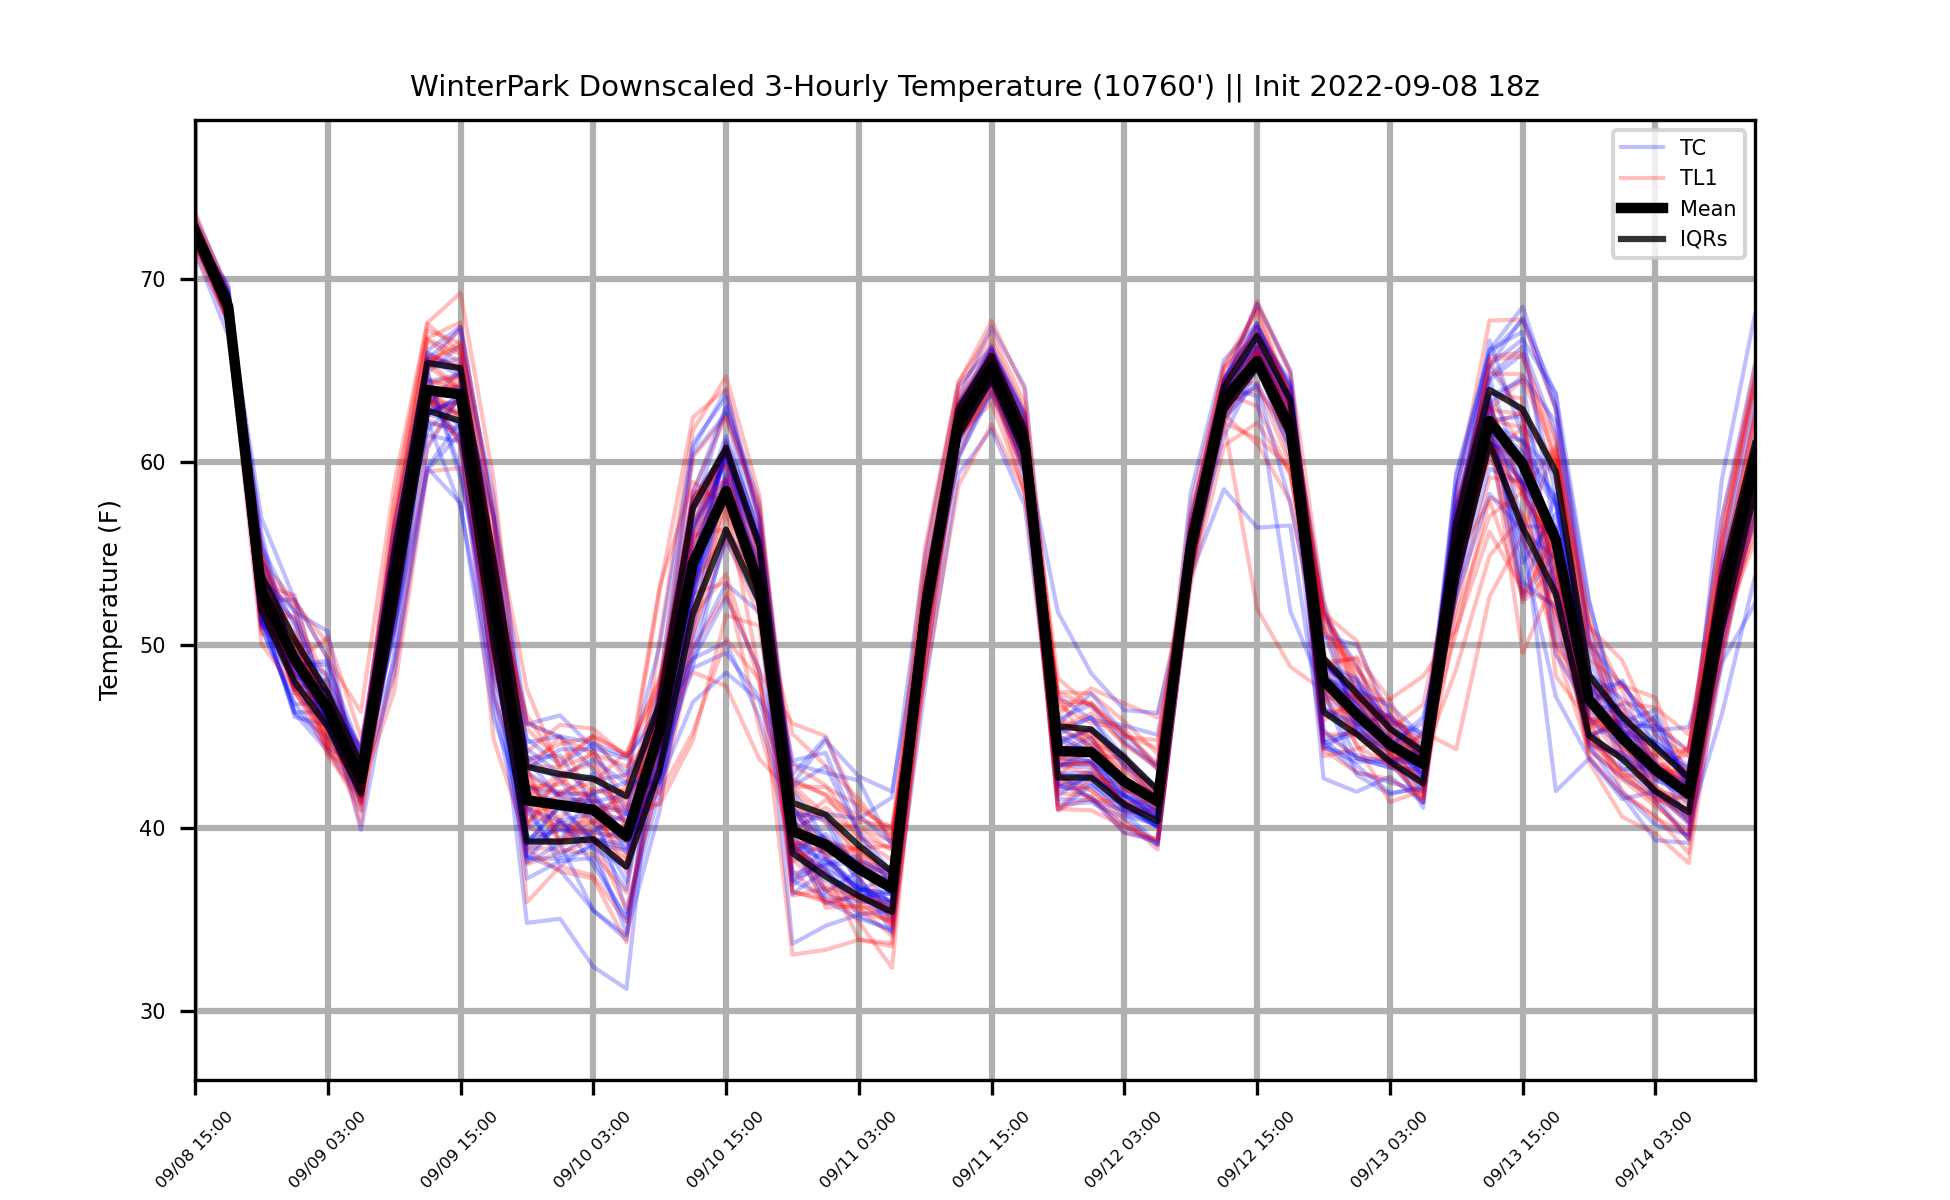 WinterPark Downscaled 3-Hourly Temperature (10760') || Init 2022-09-08 18z
TC
TL1
Mean
IQRs
Temperature (F)
70
60
50
40
30
09/08 15:00
09/09 03:00
09/09 15:00
09/10 03:00
09/10 15:00
09/11 03:00
09/11 15:00
09/12 03:00
09/12 15:00
09/13 03:00
09/13 15:00
09/14 03:00